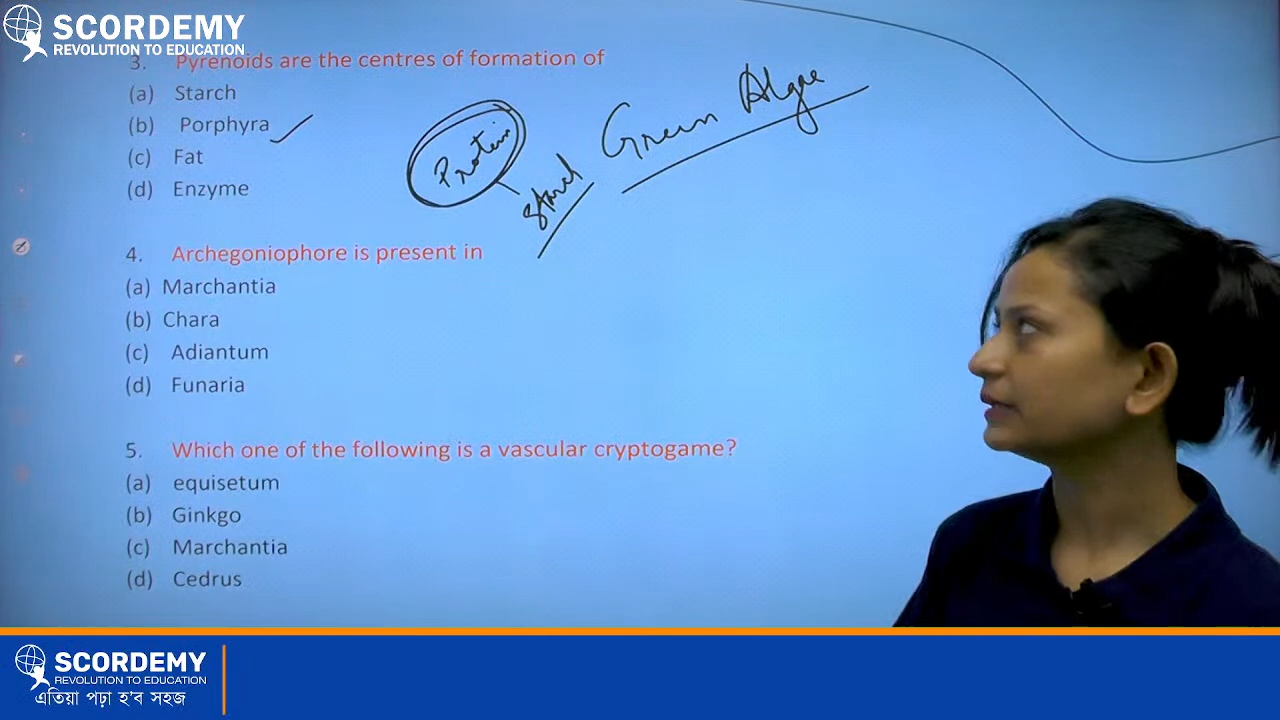 SCORDEMY
REVOLUTION TO EDUCATION
3. Pyrenoids are the centres of formation of
(a) Starch
(b) Porphyra
(c) Fat
(d) Enzyme
Protein
Starch
Green Algae
4. Archegoniophore is present in
(a) Marchantia
(b) Chara
(c) Adiantum
(d) Funaria
5. Which one of the following is a vascular cryptogame?
(a) equisetum
(b) Ginkgo
(c) Marchantia
(d) Cedrus
SCORDEMY
REVOLUTION TO EDUCATION
এতিয়া পঢ়া হ'ব সহজ